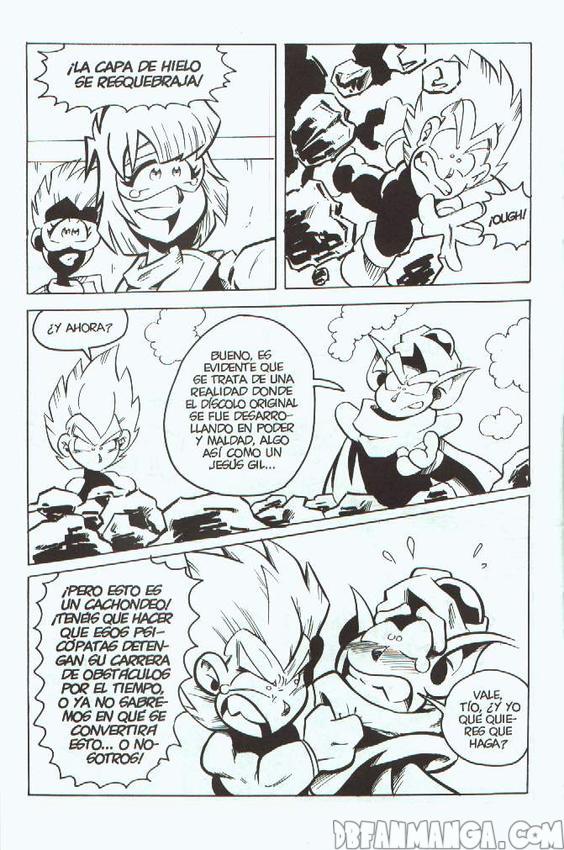 ¡LA CAPA DE HIELO
SE RESQUEBRAJA!
¡OUGH!
¿Y AHORA?
BUENO, ES
EVIDENTE QUE
SE TRATA DE UNA
REALIDAD DONDE
EL DÍSCOLO ORIGINAL
SE FUE DESARRO-
LLANDO EN PODER
Y MALDAD, ALGO
ASÍ COMO UN
JESÚS GIL...
¡PERO ESTO ES
UN CACHONDEO!
¡TENÉIS QUE HACER
QUE ESOS PSI-
CÓPATAS DETEN-
GAN SU CARRERA
DE OBSTÁCULOS
POR EL TIEMPO,
O YA NO SABRE-
MOS EN QUÉ SE
CONVERTIRÁ
ESTO... O NO-
SOTROS!
VALE,
TÍO, ¿Y YO
QUÉ QUIE-
RES QUE
HAGA?
DBFANMANGA.COM